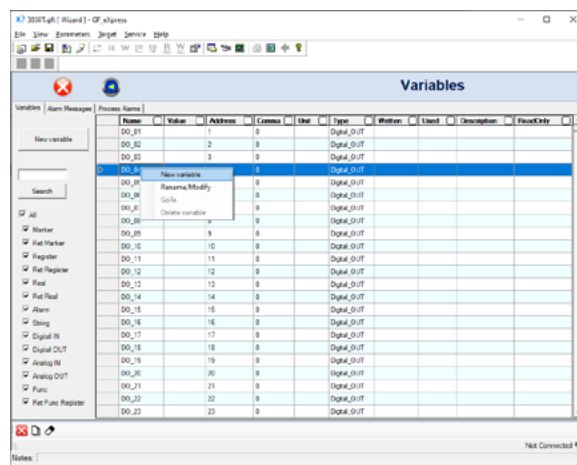 3050T.gft [ Wizard ] - GF_eXpress
File View Parameters Target Service Help
Variables
Variables Alarm Messages Process Alarms
Name Value Address Comma Unit Type Written Used Description ReadOnly
New variable
DO_01 1 0 Digital_OUT
DO_02 2 0 Digital_OUT
DO_03 3 0 Digital_OUT
0 Digital_OUT
New variable
0 Digital_OUT
Rename/Modify
0 Digital_OUT
GoTo
0 Digital_OUT
Delete variable
0 Digital_OUT
DO_09 9 0 Digital_OUT
DO_10 10 0 Digital_OUT
DO_11 11 0 Digital_OUT
DO_12 12 0 Digital_OUT
DO_13 13 0 Digital_OUT
DO_14 14 0 Digital_OUT
DO_15 15 0 Digital_OUT
DO_16 16 0 Digital_OUT
DO_17 17 0 Digital_OUT
DO_18 18 0 Digital_OUT
DO_19 19 0 Digital_OUT
DO_20 20 0 Digital_OUT
DO_21 21 0 Digital_OUT
DO_22 22 0 Digital_OUT
DO_23 23 0 Digital_OUT
Search
All
Marker
Ret Marker
Register
Ret Register
Real
Ret Real
Alarm
String
Digital IN
Digital OUT
Analog IN
Analog OUT
Func
Ret Func Register
Not Connected
Notes: